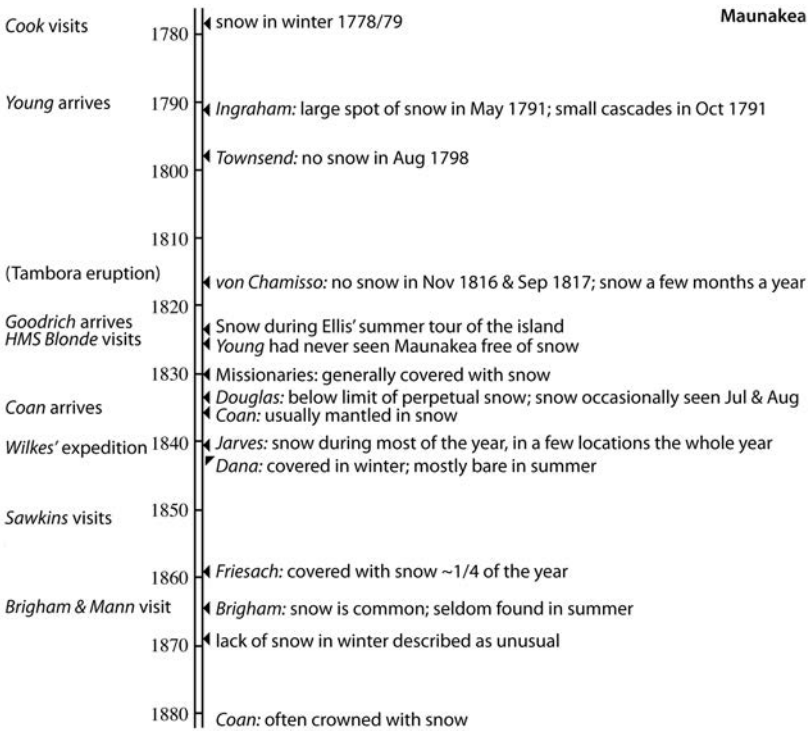 Maunakea
Cook visits
1780
snow in winter 1778/79
Young arrives
1790
Ingraham: large spot of snow in May 1791; small cascades in Oct 1791
Townsend: no snow in Aug 1798
1800
1810
(Tambora eruption)
von Chamisso: no snow in Nov 1816 & Sep 1817; snow a few months a year
1820
Goodrich arrives
Snow during Ellis' summer tour of the island
HMS Blonde visits
Young had never seen Maunakea free of snow
1830
Missionaries: generally covered with snow
Douglas: below limit of perpetual snow; snow occasionally seen Jul & Aug
Coan arrives
Coan: usually mantled in snow
Wilkes' expedition
1840
Jarves: snow during most of the year, in a few locations the whole year
Dana: covered in winter; mostly bare in summer
1850
Sawkins visits
1860
Friesach: covered with snow ~1/4 of the year
Brigham & Mann visit
Brigham: snow is common; seldom found in summer
1870
lack of snow in winter described as unusual
1880
Coan: often crowned with snow